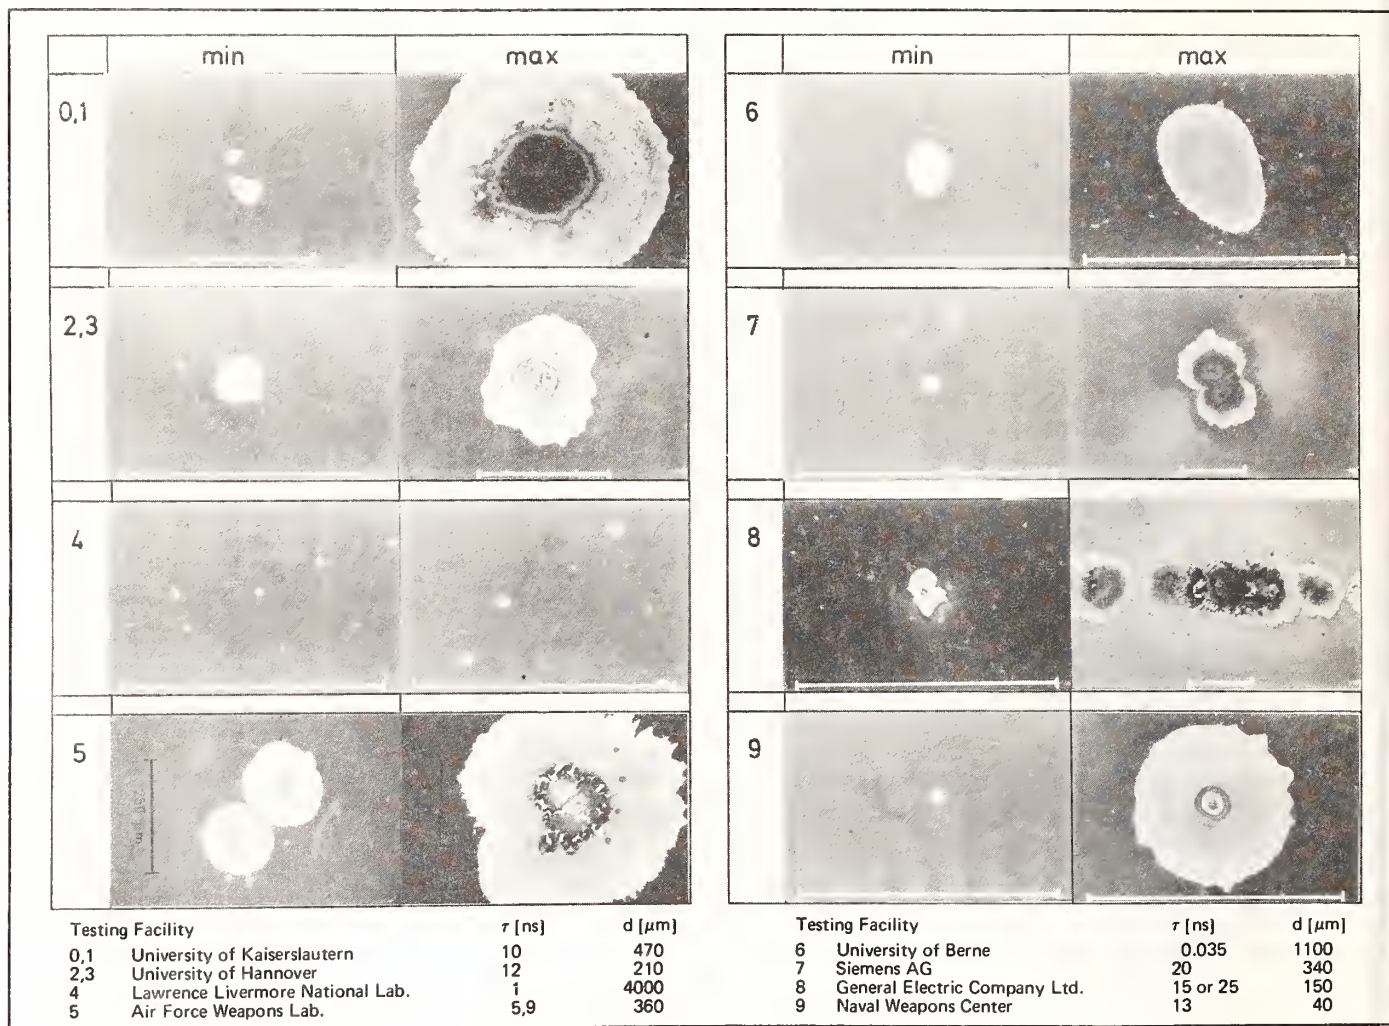 min max
0,1
2,3
4
5
Testing Facility τ [ns] d [μm]
0,1 University of Kaiserslautern 10 470
2,3 University of Hannover 12 210
4 Lawrence Livermore National Lab. 1 4000
5 Air Force Weapons Lab. 5,9 360
min max
6
7
8
9
Testing Facility τ [ns] d [μm]
6 University of Berne 0.035 1100
7 Siemens AG 20 340
8 General Electric Company Ltd. 15 or 25 150
9 Naval Weapons Center 13 40